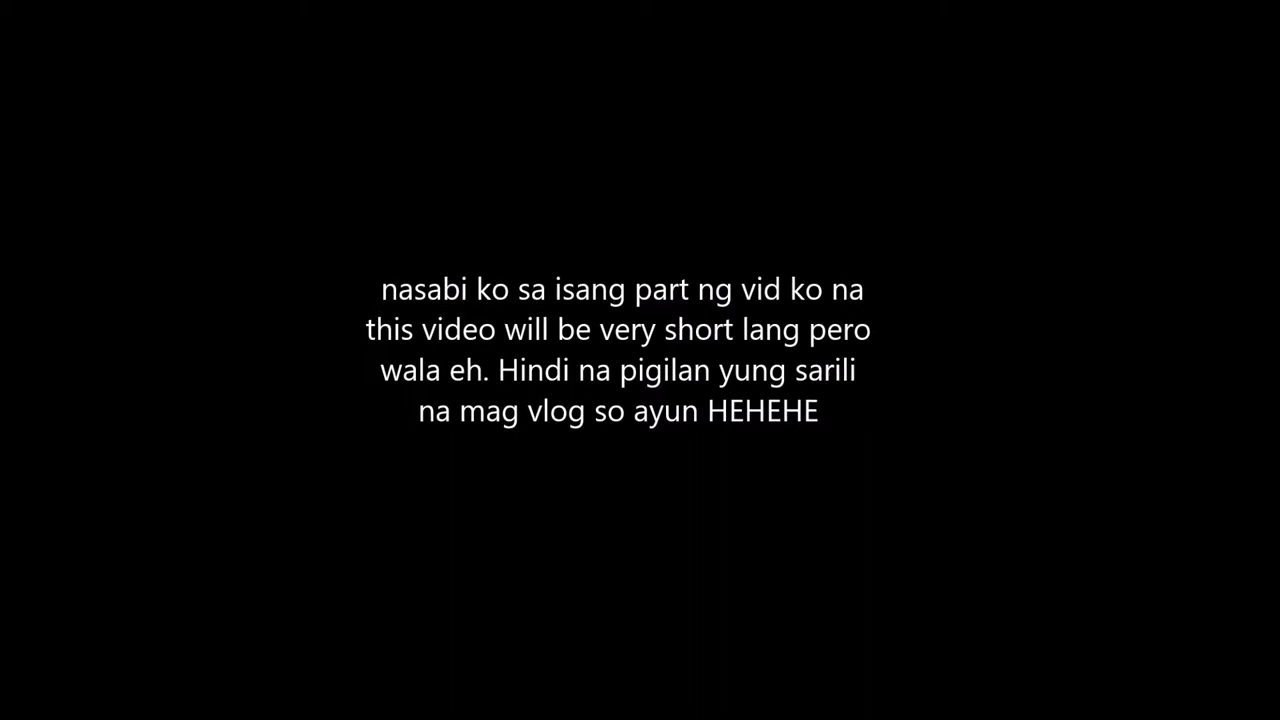 nasabi ko sa isang part ng vid ko na
this video will be very short lang pero
wala eh. Hindi na pigilan yung sarili
na mag vlog so ayun HEHEHE